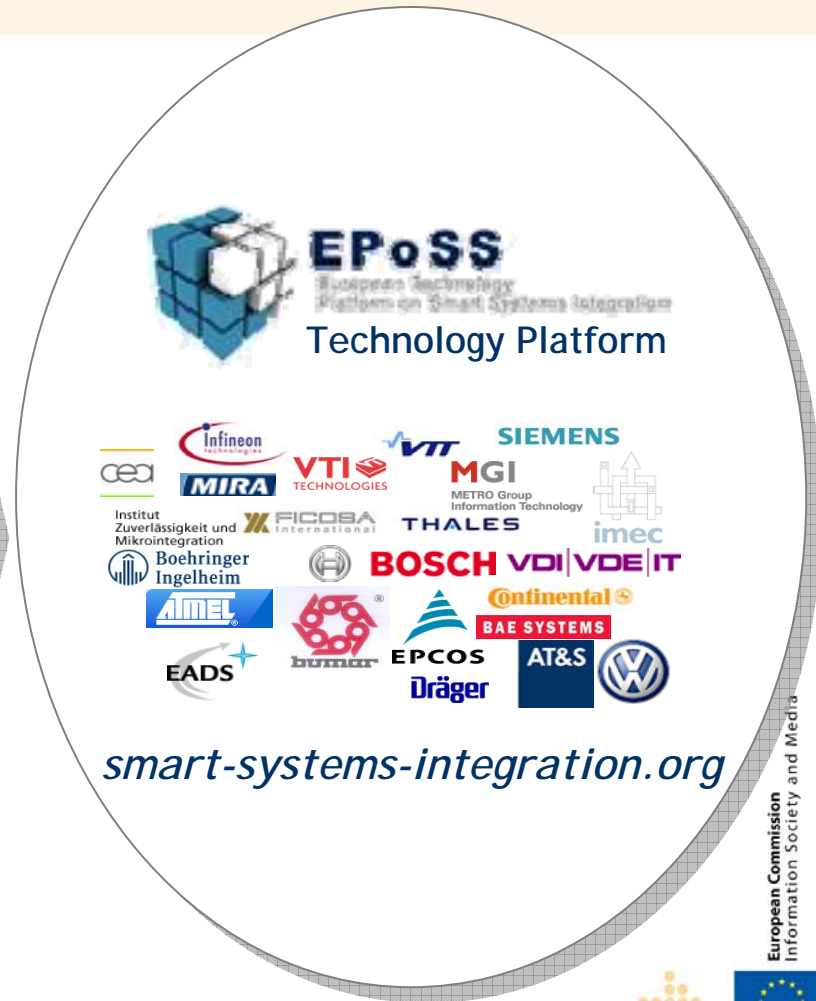 EPoSS
European Technology
Platform on Smart Systems Integration
Technology Platform
Infineon
technologies
VTT
SIEMENS
cea
MIRA
VTI
TECHNOLOGIES
MGI
METRO Group
Information Technology
imec
Institut
Zuverlässigkeit und
Mikrointegration
FICOSA
International
THALES
Boehringer
Ingelheim
BOSCH
VDI|VDE|IT
ATMEL®
bumar®
EPCOS
Continental
BAE SYSTEMS
EADS
Dräger
AT&S
VW
smart-systems-integration.org
European Commission
Information Society and Media